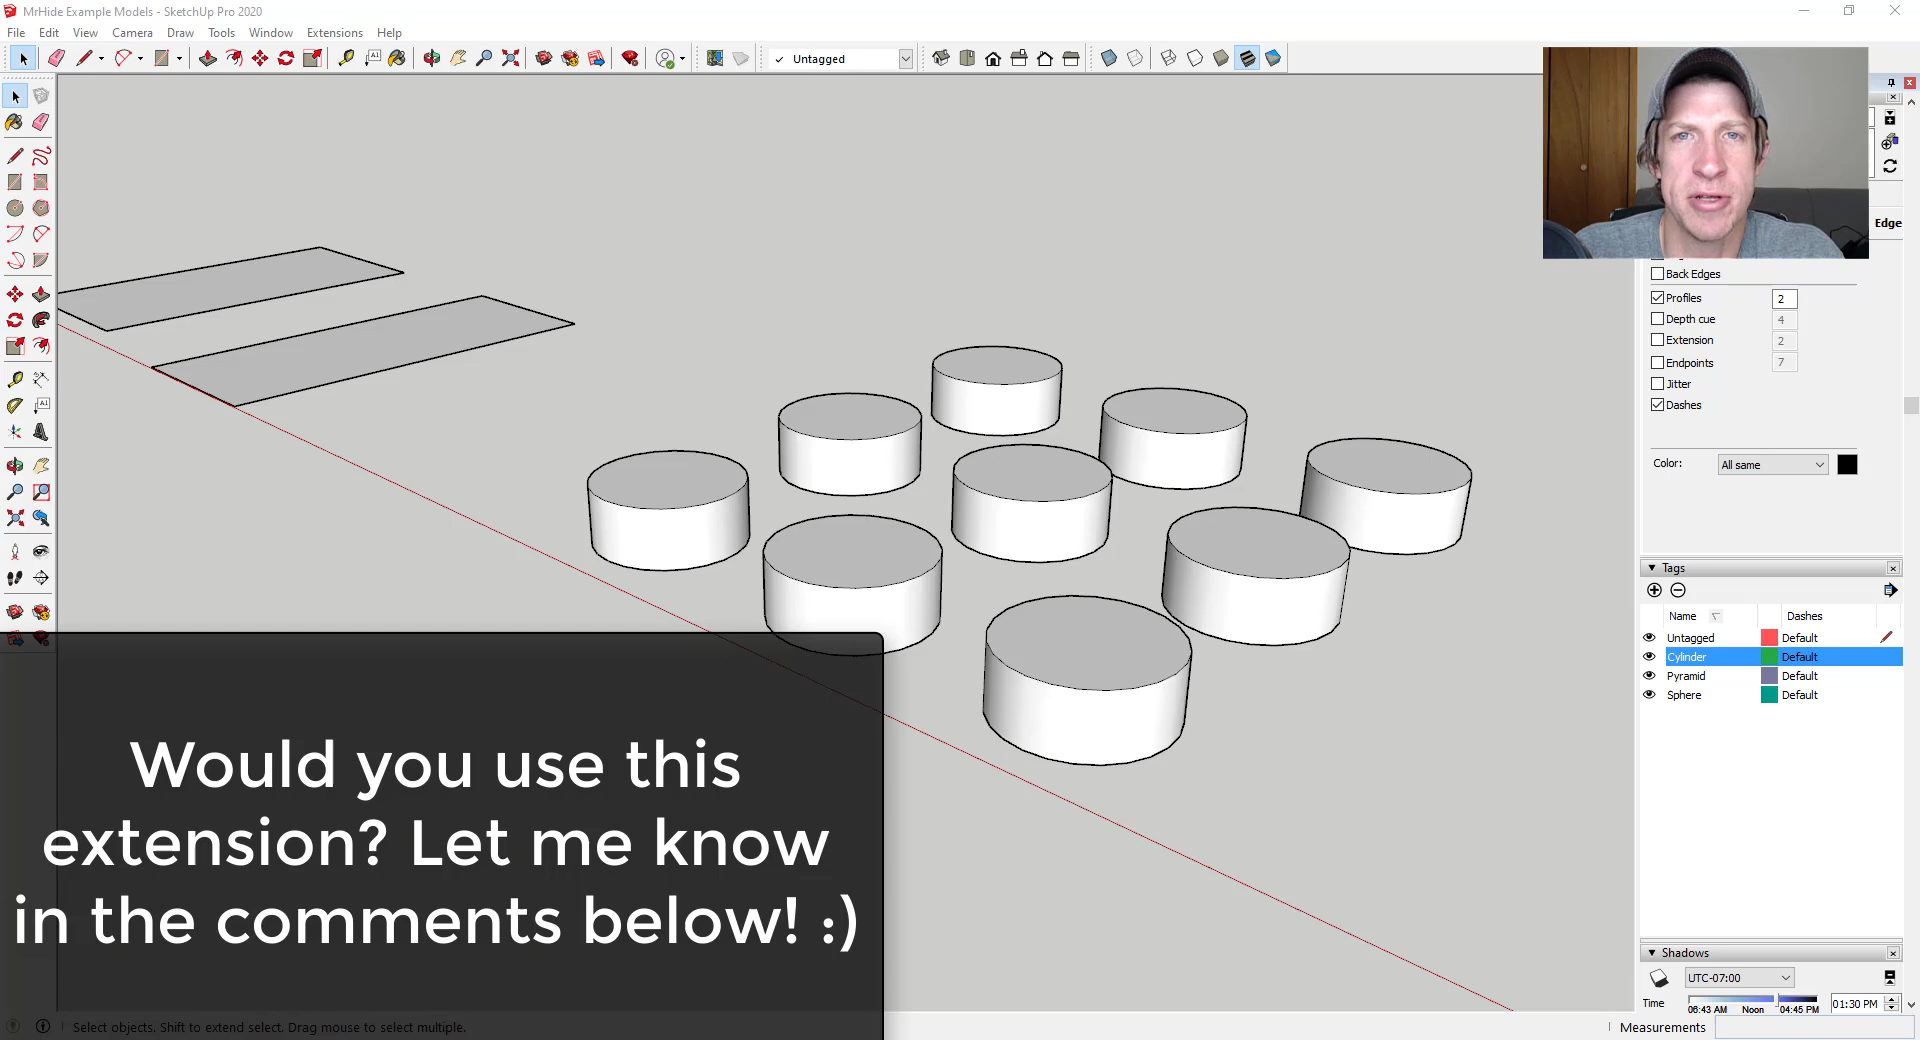 MrHide Example Models - SketchUp Pro 2020
File Edit View Camera Draw Tools Window Extensions Help
Untagged
Edge
Back Edges
Profiles 2
Depth cue 4
Extension 2
Endpoints 7
Jitter
Dashes
Color: All same
Tags
Name Dashes
Untagged Default
Cylinder Default
Pyramid Default
Sphere Default
Would you use this
extension? Let me know
in the comments below! :)
Shadows
UTC-07:00
Time 06:43 AM Noon 04:45 PM 01:30 PM
Select objects. Shift to extend select. Drag mouse to select multiple.
Measurements